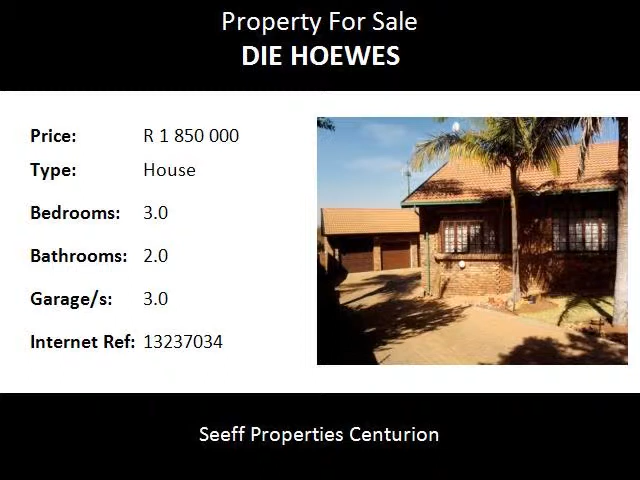 Property For Sale
DIE HOEWES
Price: R 1 850 000
Type: House
Bedrooms: 3.0
Bathrooms: 2.0
Garage/s: 3.0
Internet Ref: 13237034
Seeff Properties Centurion